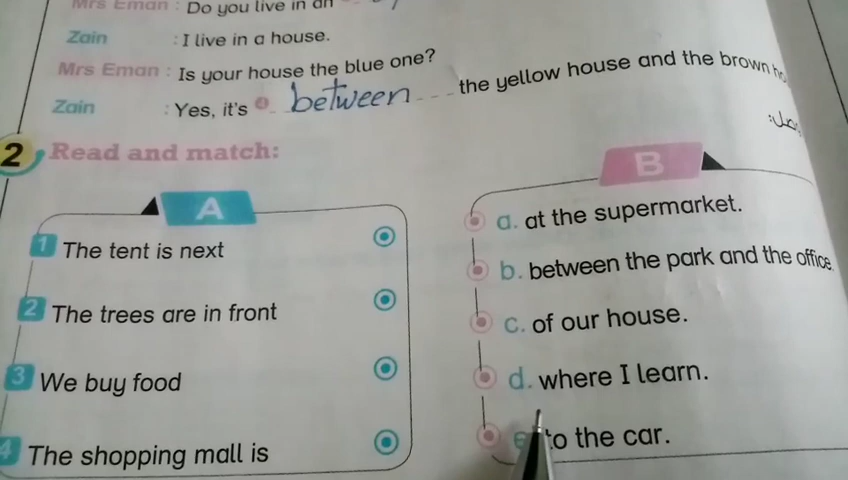 Mrs Eman : Do you live in an
Zain : I live in a house.
Mrs Eman : Is your house the blue one?
Zain : Yes, it's 4 between the yellow house and the brown
2 Read and match:
A
1 The tent is next
2 The trees are in front
3 We buy food
4 The shopping mall is
B
a. at the supermarket.
b. between the park and the office.
c. of our house.
d. where I learn.
e. to the car.